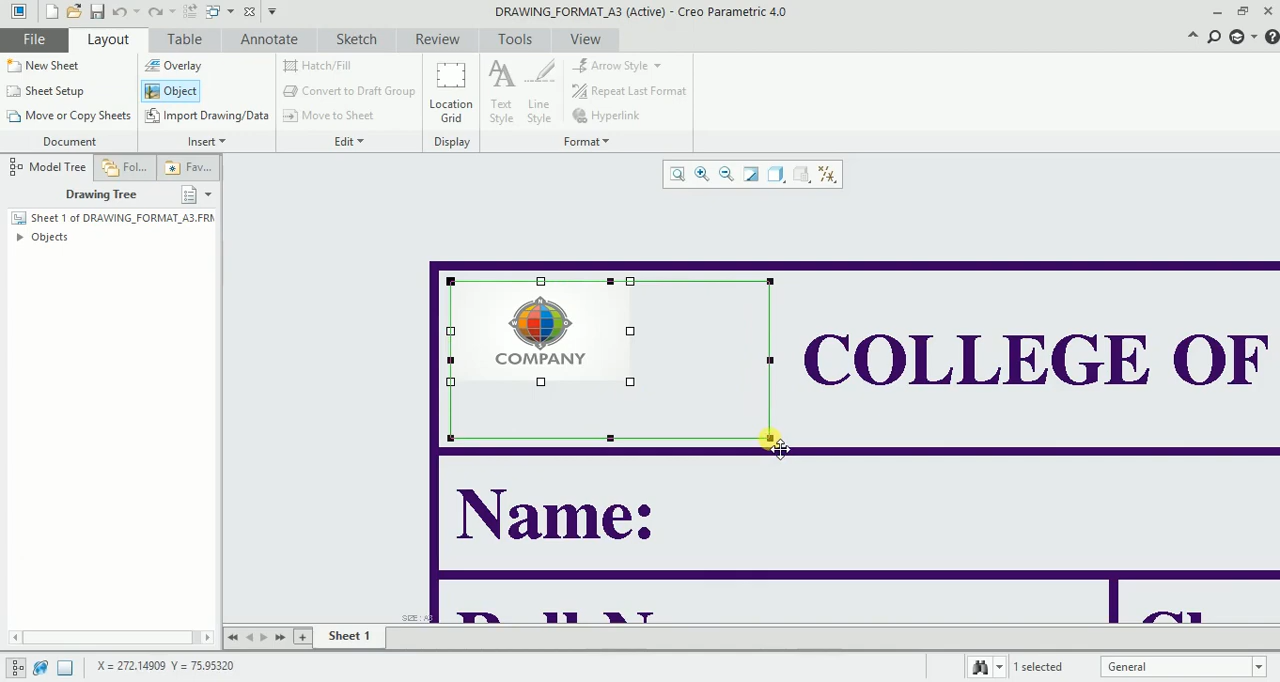 DRAWING_FORMAT_A3 (Active) - Creo Parametric 4.0
File Layout Table Annotate Sketch Review Tools View
New Sheet Overlay Hatch/Fill Arrow Style
Sheet Setup Object Convert to Draft Group Repeat Last Format
Move or Copy Sheets Import Drawing/Data Move to Sheet Location Grid Text Style Line Style Hyperlink
Document Insert Edit Display Format
Model Tree Fol... Fav...
Drawing Tree
Sheet 1 of DRAWING_FORMAT_A3.FRM
Objects
N
COMPANY
COLLEGE OF
Name:
SIZE : A3
Sheet 1
X = 272.14909 Y = 75.95320 1 selected General